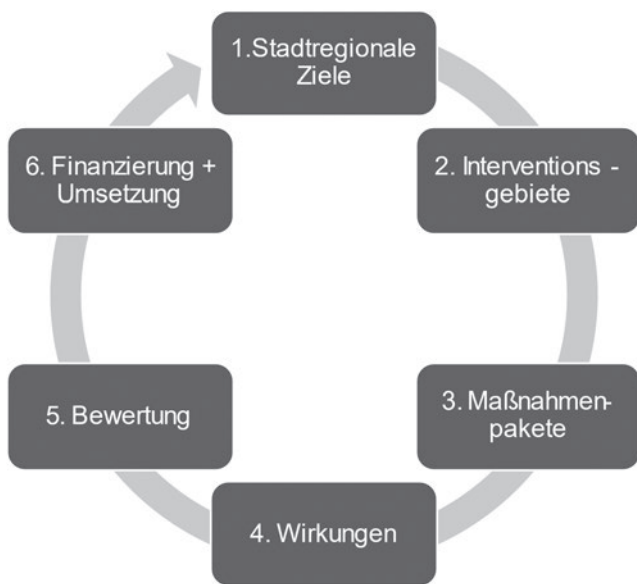 1.Stadtregionale
Ziele
2. Interventions -
gebiete
3. Maßnahmen-
pakete
4. Wirkungen
5. Bewertung
6. Finanzierung +
Umsetzung